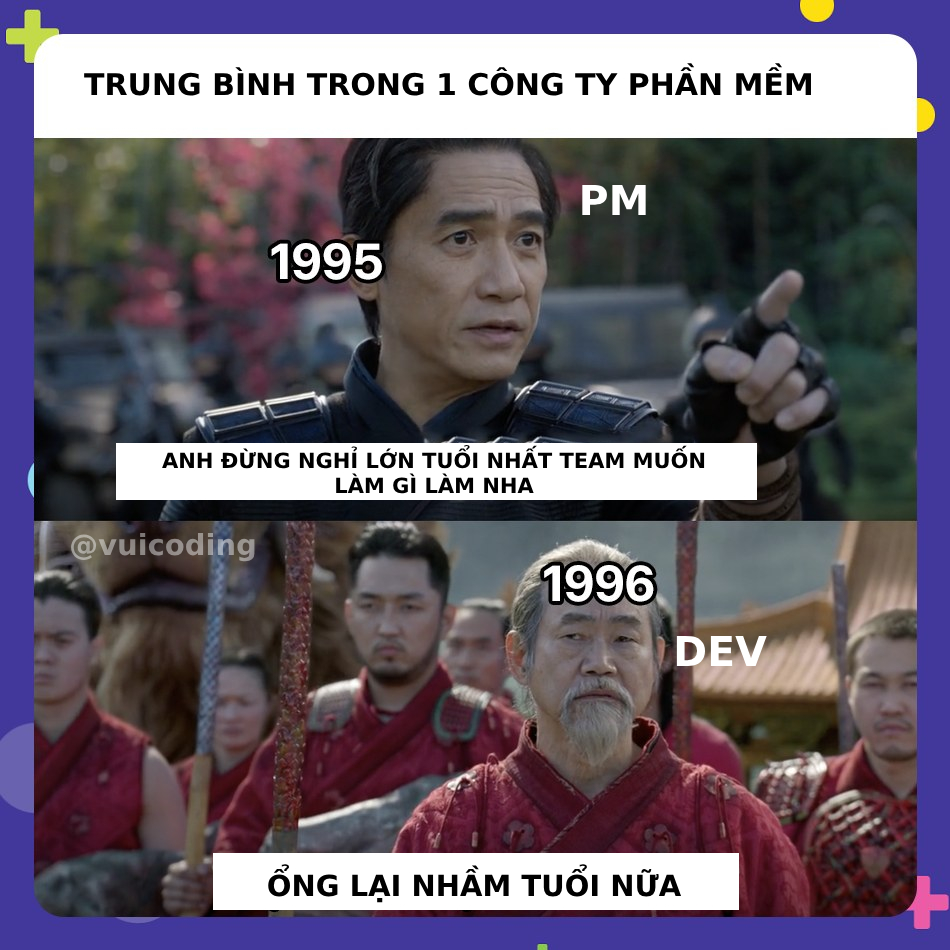 TRUNG BÌNH TRONG 1 CÔNG TY PHẦN MỀM
PM
1995
ANH ĐỪNG NGHỈ LỚN TUỔI NHẤT TEAM MUỐN
LÀM GÌ LÀM NHA
@vuicoding
1996
DEV
ỔNG LẠI NHẦM TUỔI NỮA